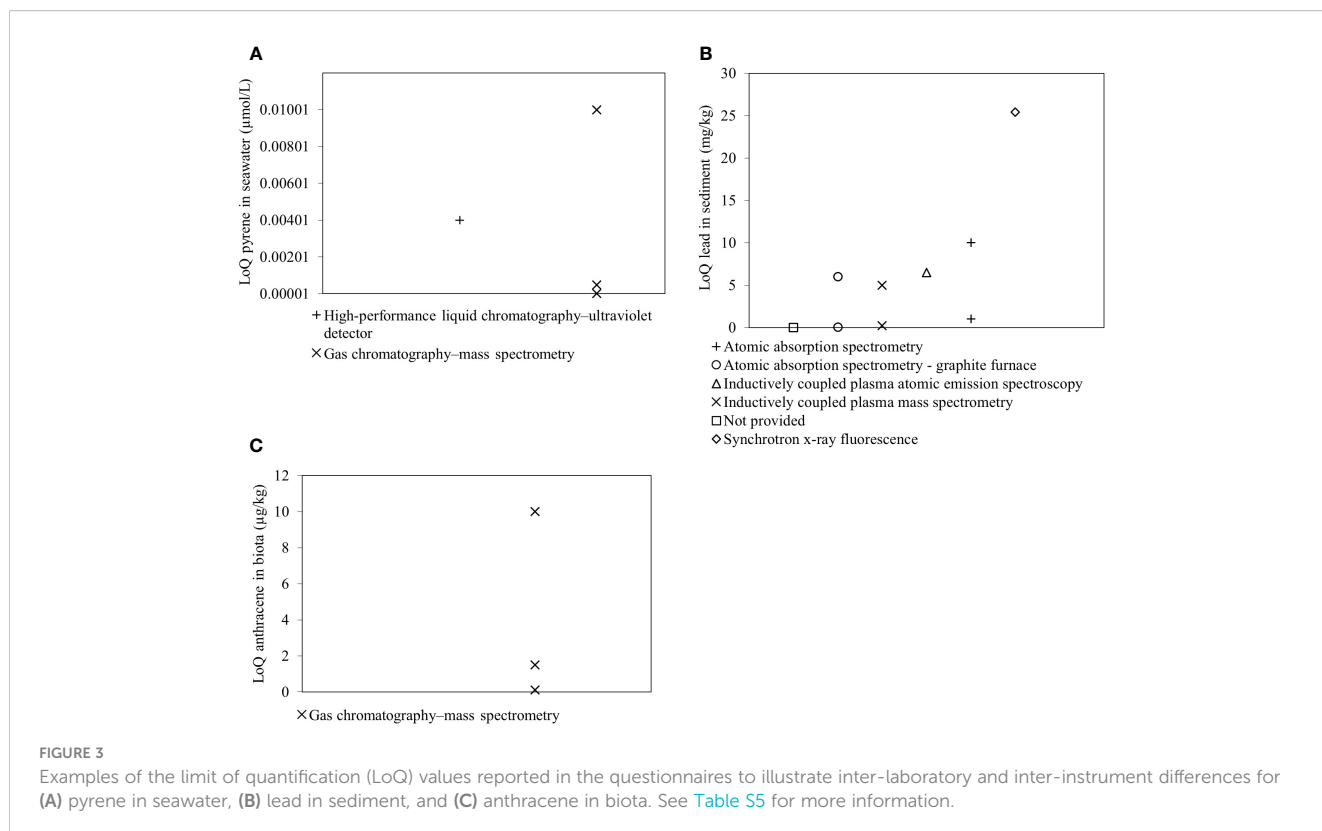 A
LoQ pyrene in seawater (µmol/L)
0.01001
0.00801
0.00601
0.00401
0.00201
0.00001
+ High-performance liquid chromatography–ultraviolet
detector
× Gas chromatography–mass spectrometry
B
LoQ lead in sediment (mg/kg)
30
25
20
15
10
5
0
+ Atomic absorption spectrometry
○ Atomic absorption spectrometry - graphite furnace
△ Inductively coupled plasma atomic emission spectroscopy
× Inductively coupled plasma mass spectrometry
□ Not provided
◇ Synchrotron x-ray fluorescence
C
LoQ anthracene in biota (µg/kg)
12
10
8
6
4
2
0
× Gas chromatography–mass spectrometry
FIGURE 3
Examples of the limit of quantification (LoQ) values reported in the questionnaires to illustrate inter-laboratory and inter-instrument differences for
(A) pyrene in seawater, (B) lead in sediment, and (C) anthracene in biota. See Table S5 for more information.